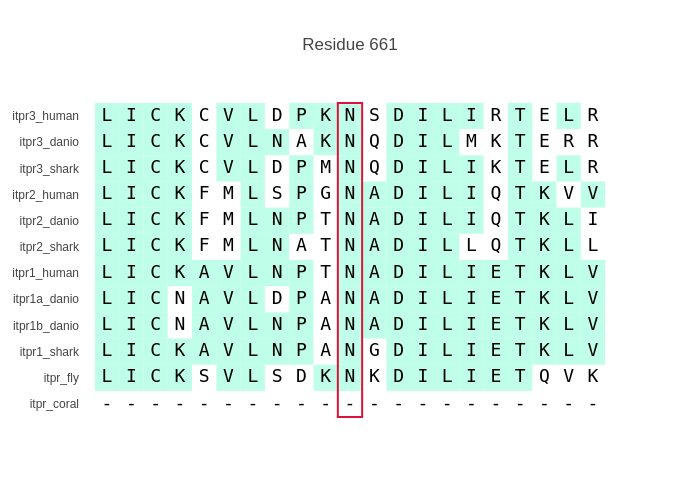 Residue 661
itpr3_human L I C K C V L D P K N S D I L I R T E L R
itpr3_danio L I C K C V L N A K N Q D I L M K T E R R
itpr3_shark L I C K C V L D P M N Q D I L I K T E L R
itpr2_human L I C K F M L S P G N A D I L I Q T K V V
itpr2_danio L I C K F M L N P T N A D I L I Q T K L I
itpr2_shark L I C K F M L N A T N A D I L L Q T K L L
itpr1_human L I C K A V L N P T N A D I L I E T K L V
itpr1a_danio L I C N A V L D P A N A D I L I E T K L V
itpr1b_danio L I C N A V L N P A N A D I L I E T K L V
itpr1_shark L I C K A V L N P A N G D I L I E T K L V
itpr_fly L I C K S V L S D K N K D I L I E T Q V K
itpr_coral - - - - - - - - - - - - - - - - - - - - -